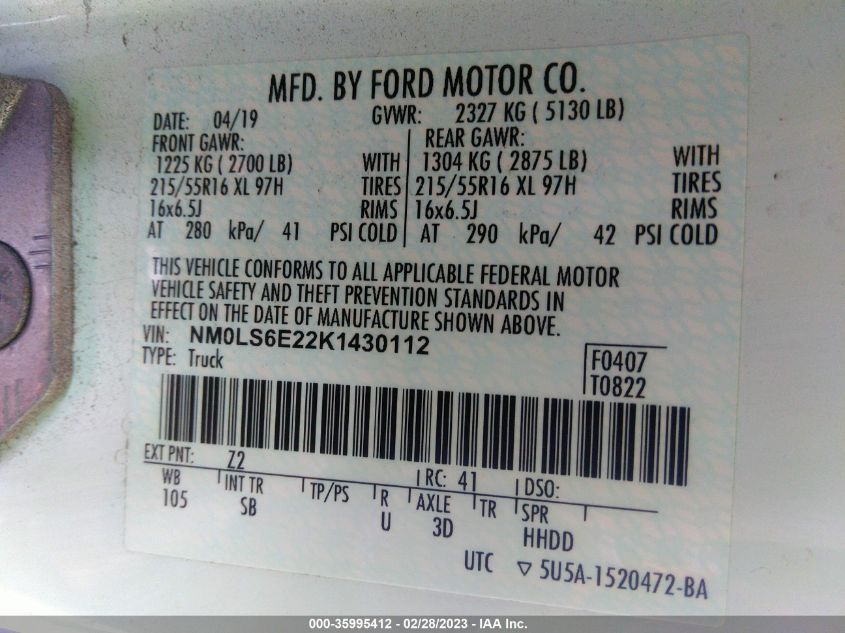 MFD. BY FORD MOTOR CO.
DATE: 04/19 GVWR: 2327 KG ( 5130 LB)
FRONT GAWR: REAR GAWR:
1225 KG ( 2700 LB) WITH 1304 KG ( 2875 LB) WITH
215/55R16 XL 97H TIRES 215/55R16 XL 97H TIRES
16x6.5J RIMS 16x6.5J RIMS
AT 280 kPa/ 41 PSI COLD AT 290 kPa/ 42 PSI COLD
THIS VEHICLE CONFORMS TO ALL APPLICABLE FEDERAL MOTOR
VEHICLE SAFETY AND THEFT PREVENTION STANDARDS IN
EFFECT ON THE DATE OF MANUFACTURE SHOWN ABOVE.
VIN: NM0LS6E22K1430112
TYPE: Truck
F0407
T0822
EXT PNT: Z2 RC: 41 DSO:
WB INT TR TP/PS R AXLE TR SPR
105 SB U 3D HHDD
UTC ▽ 5U5A-1520472-BA
000-35995412 / 02/28/2023 - IAA Inc.